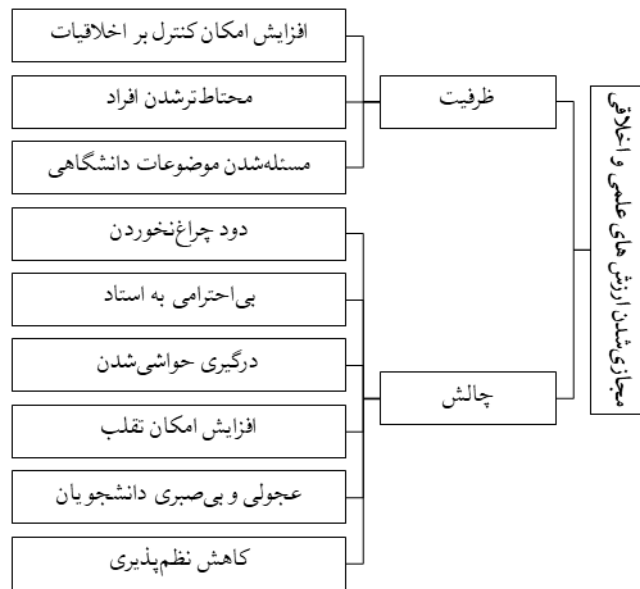 مجازی‌شدن ارزش های علمی و اخلاقی
ظرفیت
افزایش امکان کنترل بر اخلاقیات
محتاط‌ترشدن افراد
مسئله‌شدن موضوعات دانشگاهی
چالش
دود چراغ‌نخوردن
بی‌احترامی به استاد
درگیری حواشی‌شدن
افزایش امکان تقلب
عجولی و بی‌صبری دانشجویان
کاهش نظم‌پذیری